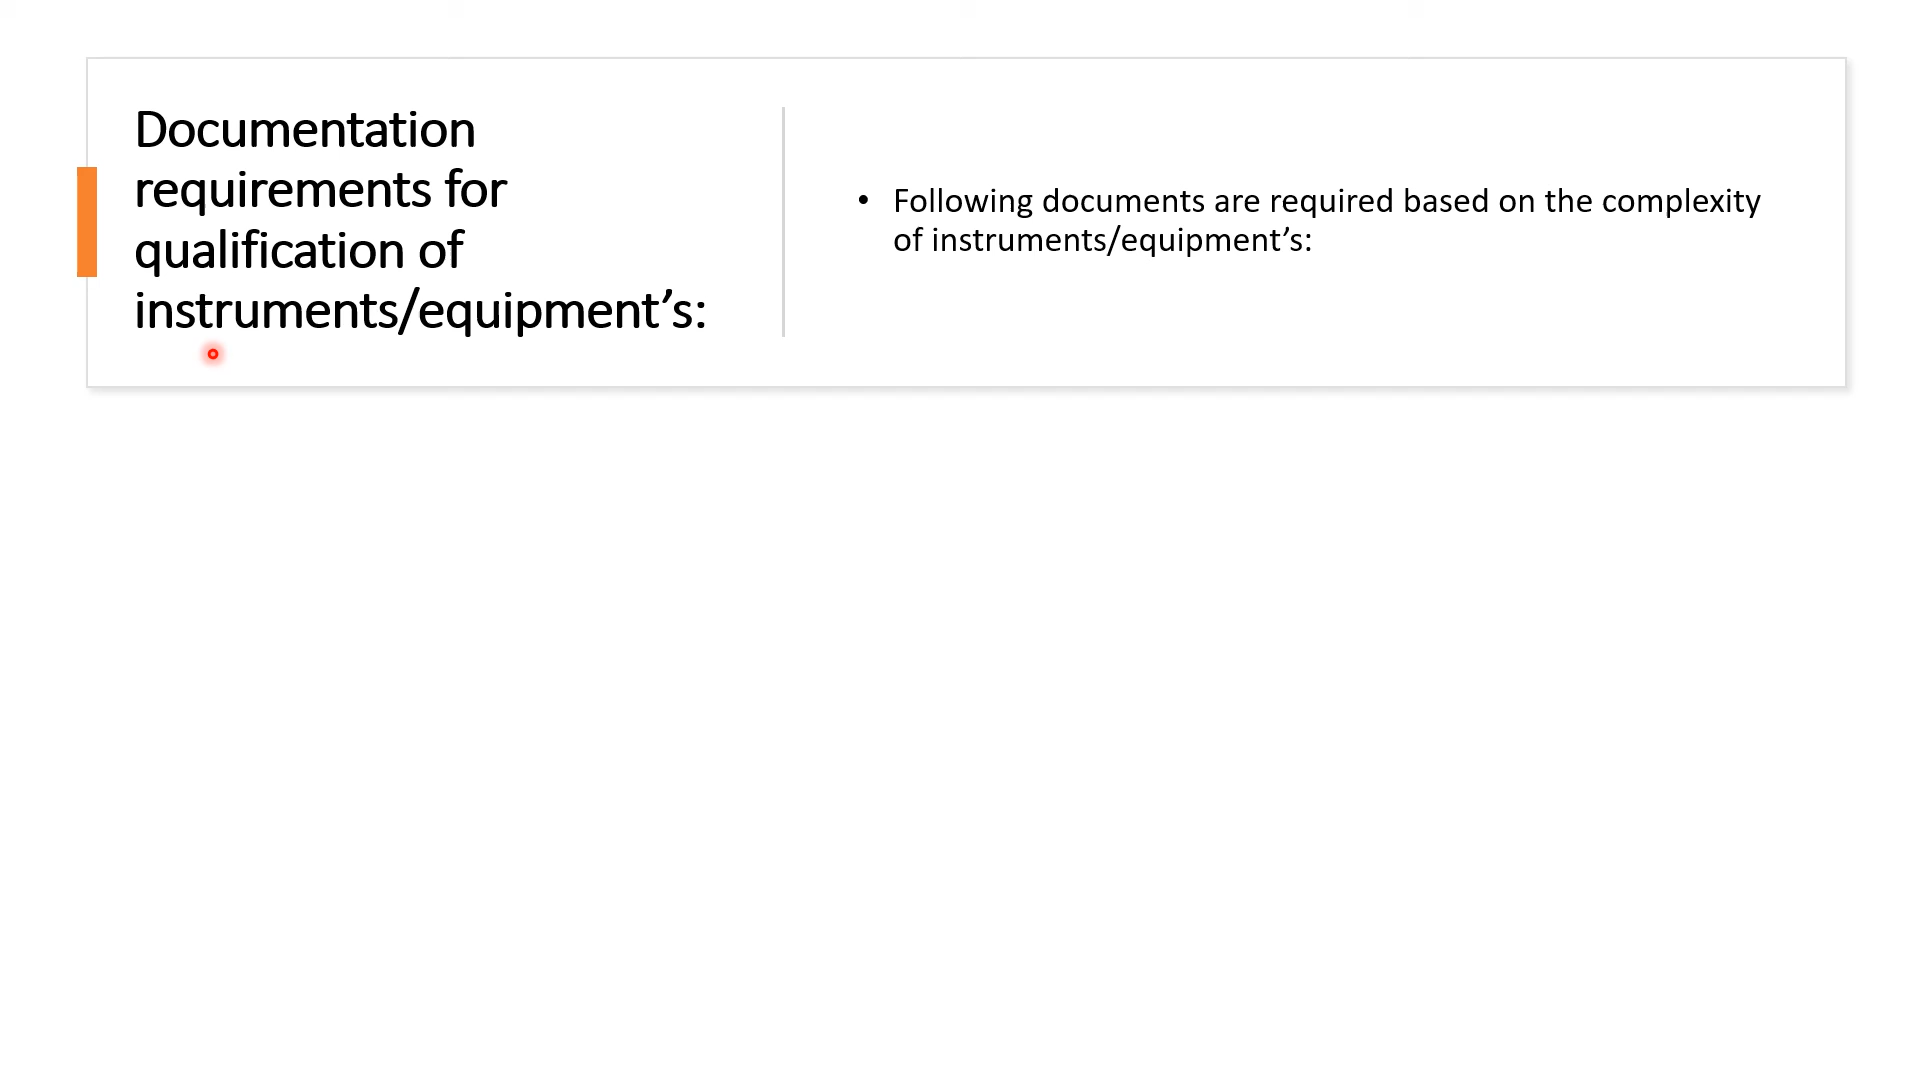 Documentation
requirements for
qualification of
instruments/equipment’s:
• Following documents are required based on the complexity
of instruments/equipment’s: